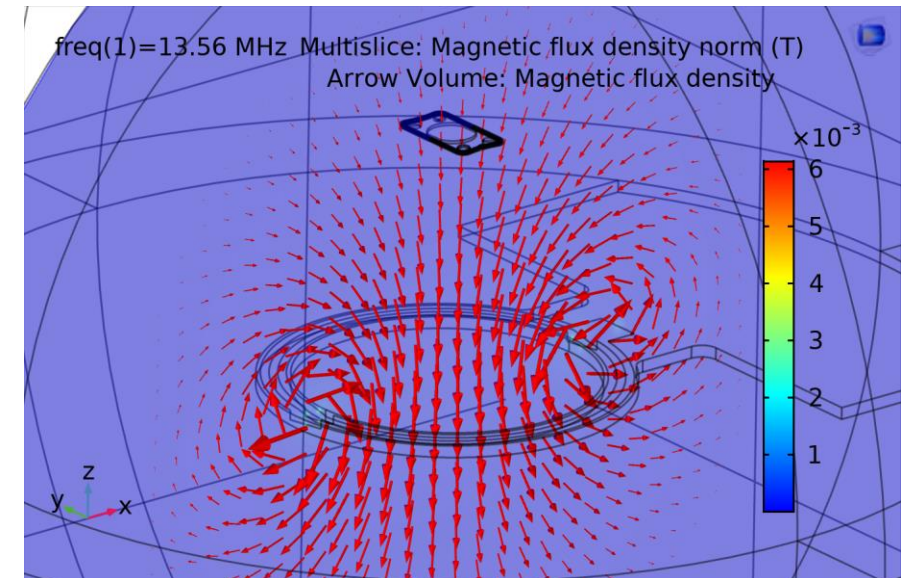 freq(1)=13.56 MHz Multislice: Magnetic flux density norm (T)
Arrow Volume: Magnetic flux density
×10⁻³
6
5
4
3
2
1
z
y
x